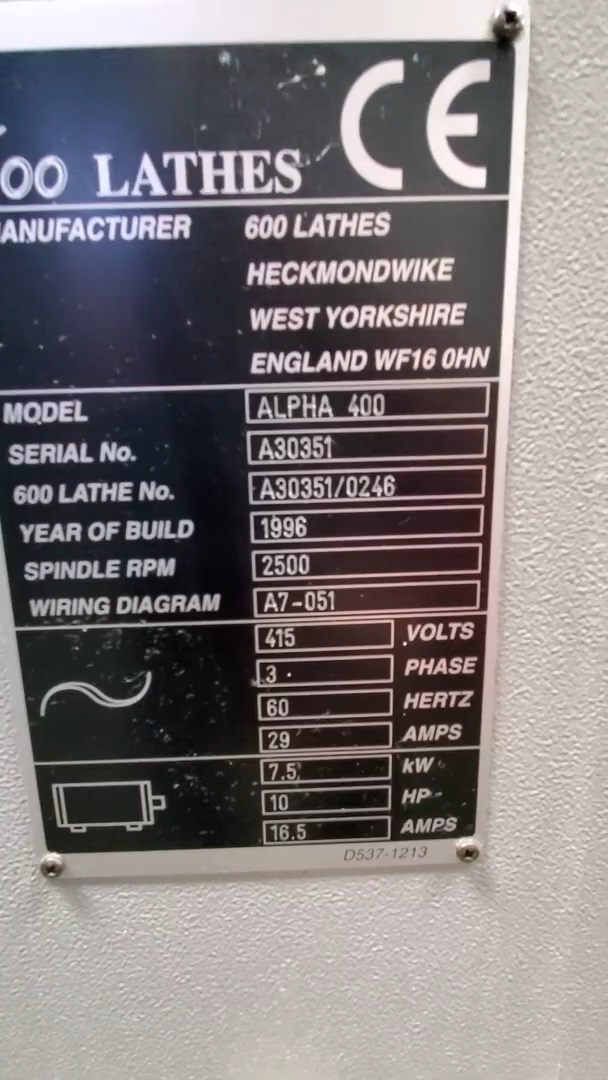 00 LATHES CE
ANUFACTURER 600 LATHES
HECKMONDWIKE
WEST YORKSHIRE
ENGLAND WF16 0HN
MODEL ALPHA 400
SERIAL No. A30351
600 LATHE No. A30351/0246
YEAR OF BUILD 1996
SPINDLE RPM 2500
WIRING DIAGRAM A7-051
415 VOLTS
3 PHASE
60 HERTZ
29 AMPS
7.5 kW
10 HP
16.5 AMPS
D537-1213